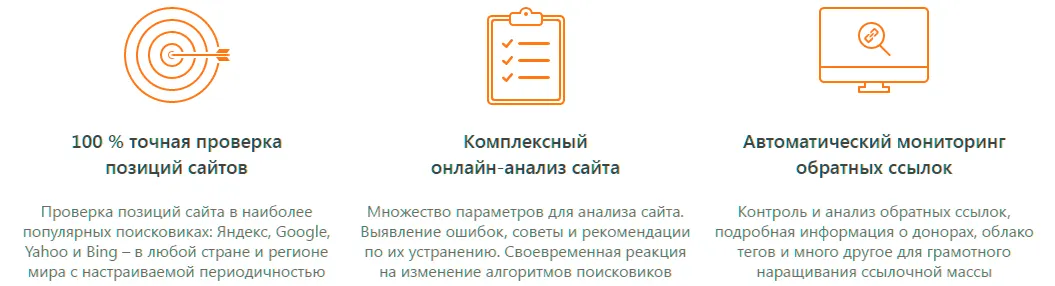 100 % точная проверка
позиций сайтов
Проверка позиций сайта в наиболее
популярных поисковиках: Яндекс, Google,
Yahoo и Bing – в любой стране и регионе
мира с настраиваемой периодичностью
Комплексный
онлайн-анализ сайта
Множество параметров для анализа сайта.
Выявление ошибок, советы и рекомендации
по их устранению. Своевременная реакция
на изменение алгоритмов поисковиков
Автоматический мониторинг
обратных ссылок
Контроль и анализ обратных ссылок,
подробная информация о донорах, облако
тегов и много другое для грамотного
наращивания ссылочной массы